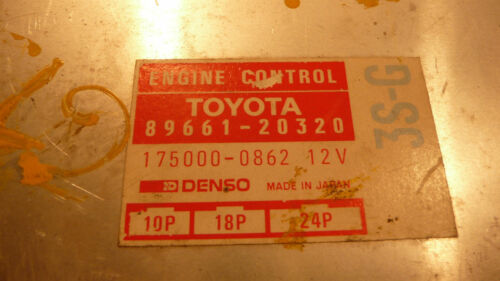 ENGINE CONTROL
TOYOTA
89661-20320
175000-0862 12V
DENSO MADE IN JAPAN
10P 18P 24P
3S-G